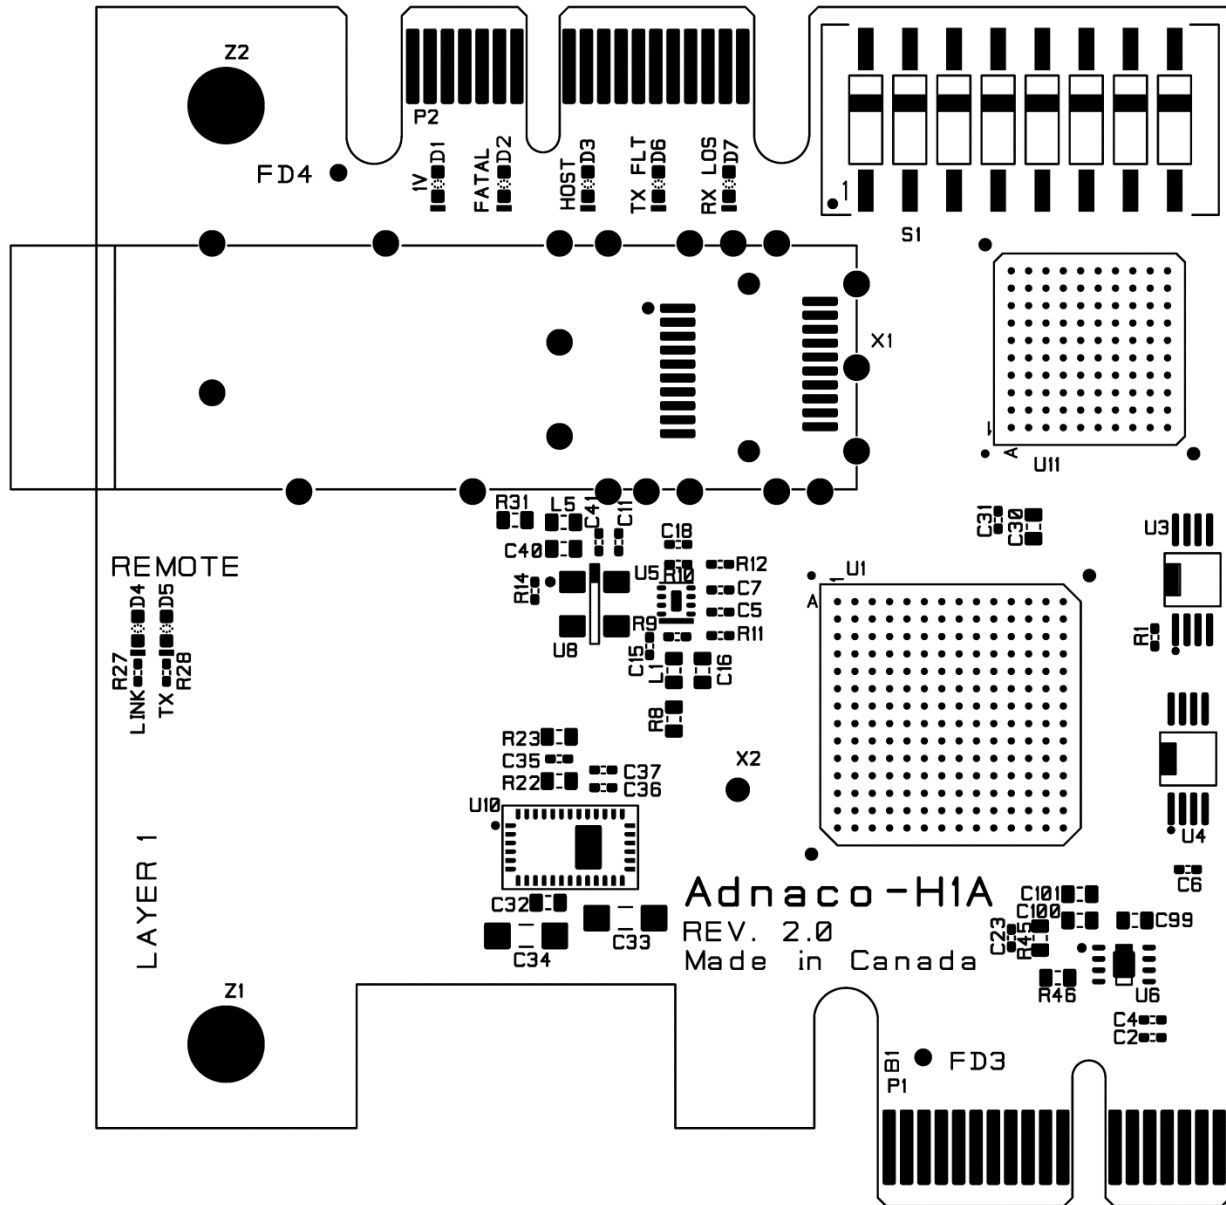 Z2
P2
D1
D2
D3
D6
D7
1V
FATAL
HOST
TX FLT
RX LOS
FD4
1
S1
X1
1
A
U11
R31
L5
C41
C11
C40
C18
C31
C30
U3
REMOTE
D4
D5
R14
U5
R10
R12
C7
C5
R11
R9
U8
C15
L1
C16
R8
U1
1
A
R1
R27
R28
LINK
TX
R23
C35
R22
C37
C36
X2
U10
U4
C6
LAYER 1
C32
C33
C34
Adnaco-H1A
REV. 2.0
Made in Canada
C101
C100
C99
C23
R45
R46
U6
C4
C2
Z1
B1
P1
FD3